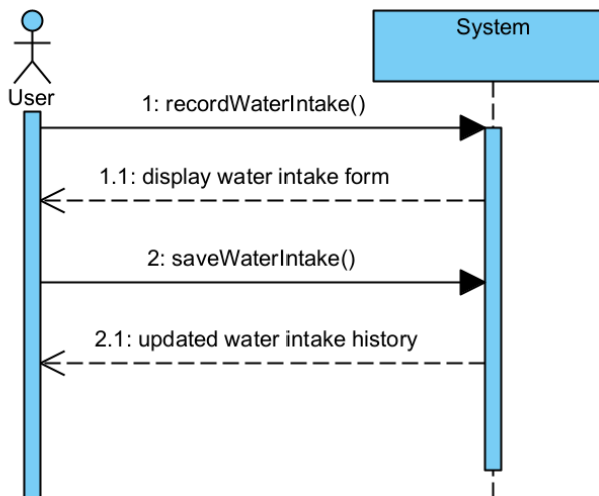 System
User
1: recordWaterIntake()
1.1: display water intake form
2: saveWaterIntake()
2.1: updated water intake history